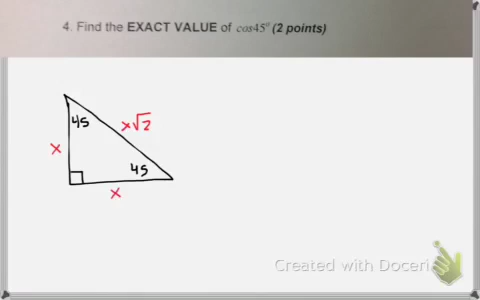 4. Find the EXACT VALUE of cos45° (2 points)
45
x√2
x
45
x
Created with Doceri